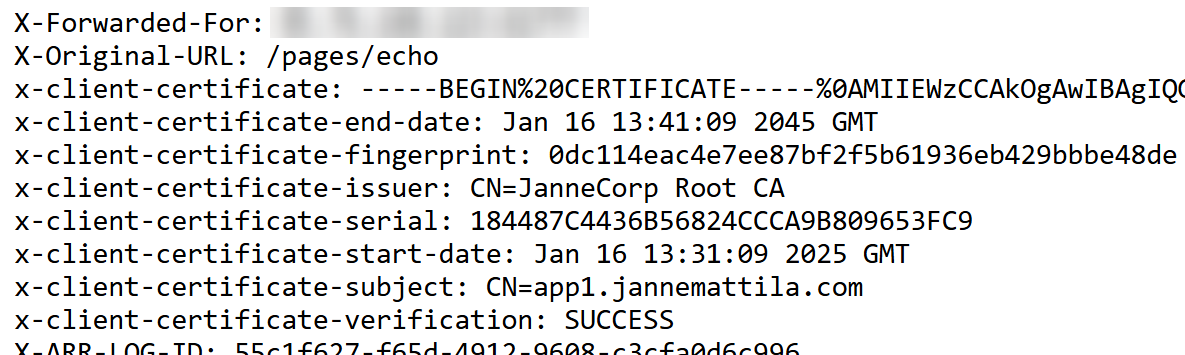 X-Forwarded-For:
X-Original-URL: /pages/echo
x-client-certificate: -----BEGIN%20CERTIFICATE-----%0AMIIEWzCCAkOgAwIBAgIQ
x-client-certificate-end-date: Jan 16 13:41:09 2045 GMT
x-client-certificate-fingerprint: 0dc114eac4e7ee87bf2f5b61936eb429bbbe48de
x-client-certificate-issuer: CN=JanneCorp Root CA
x-client-certificate-serial: 184487C4436B56824CCCA9B809653FC9
x-client-certificate-start-date: Jan 16 13:31:09 2025 GMT
x-client-certificate-subject: CN=app1.jannemattila.com
x-client-certificate-verification: SUCCESS
X-ARR-LOG-ID: 55c1f627-f65d-4912-9608-c3cfa0d6c996